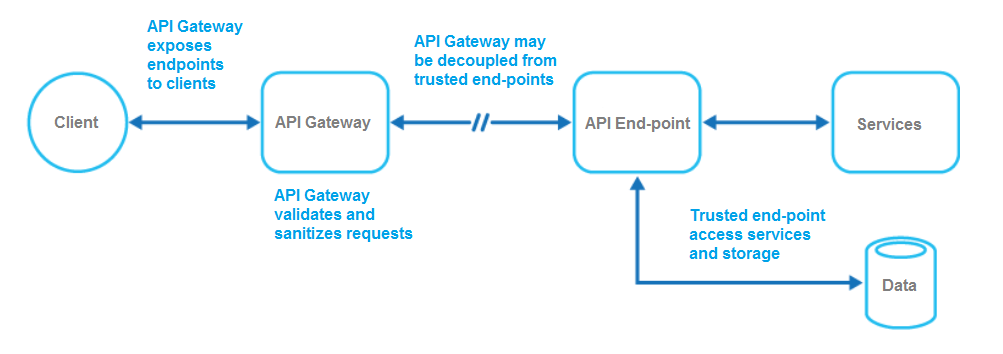 API Gateway
exposes
endpoints
to clients
API Gateway may
be decoupled from
trusted end-points
Client
API Gateway
API End-point
Services
API Gateway
validates and
sanitizes requests
Trusted end-point
access services
and storage
Data